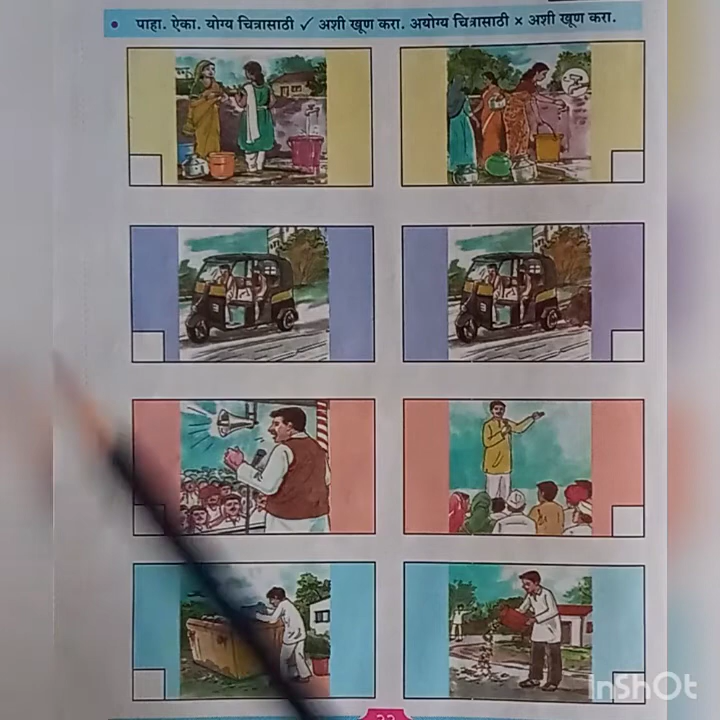 • पाहा. ऐका. योग्य चित्रासाठी ✓ अशी खूण करा. अयोग्य चित्रासाठी × अशी खूण करा.
InShOt